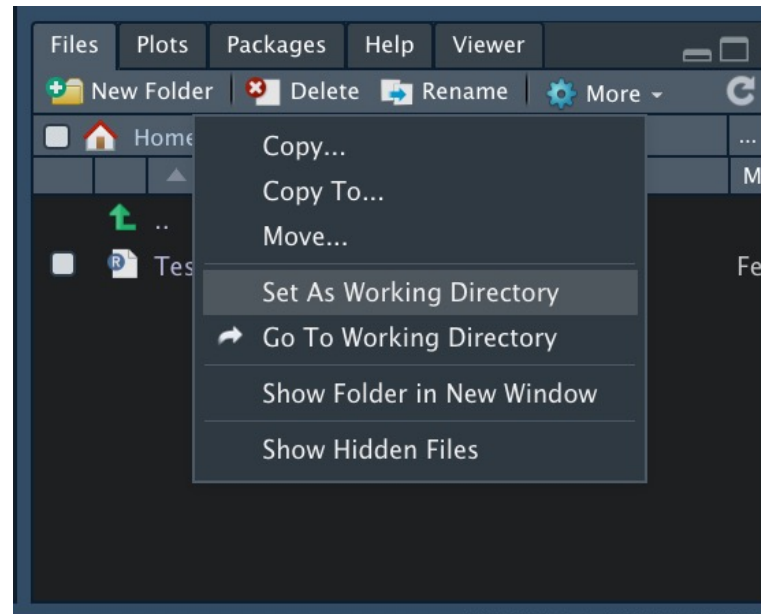 Files Plots Packages Help Viewer
New Folder Delete Rename More
Home ...
Copy...
Copy To...
Move...
..
R
Set As Working Directory
Go To Working Directory
Show Folder in New Window
Show Hidden Files